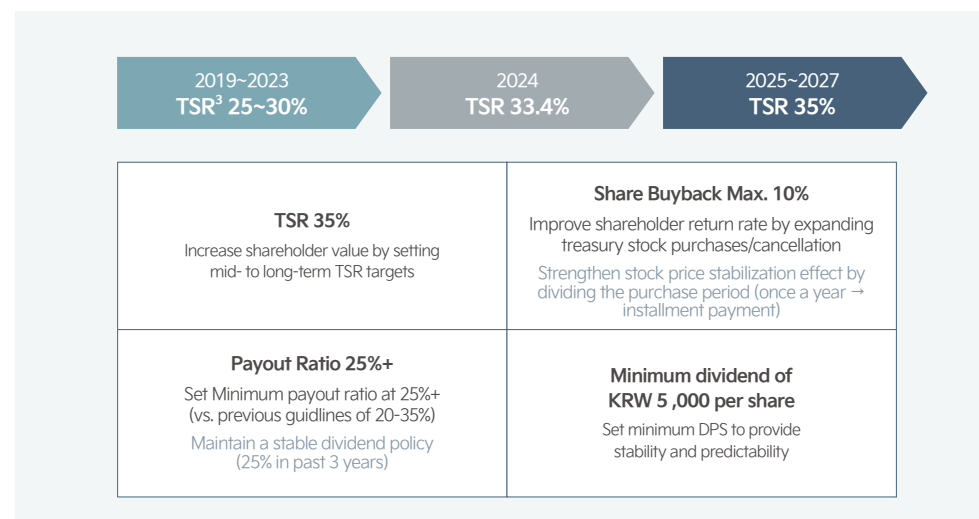 2019~2023
TSR³ 25~30%
2024
TSR 33.4%
2025~2027
TSR 35%
TSR 35%
Increase shareholder value by setting
mid- to long-term TSR targets
Share Buyback Max. 10%
Improve shareholder return rate by expanding
treasury stock purchases/cancellation
Strengthen stock price stabilization effect by
dividing the purchase period (once a year →
installment payment)
Payout Ratio 25%+
Set Minimum payout ratio at 25%+
(vs. previous guidlines of 20-35%)
Maintain a stable dividend policy
(25% in past 3 years)
Minimum dividend of
KRW 5 ,000 per share
Set minimum DPS to provide
stability and predictability